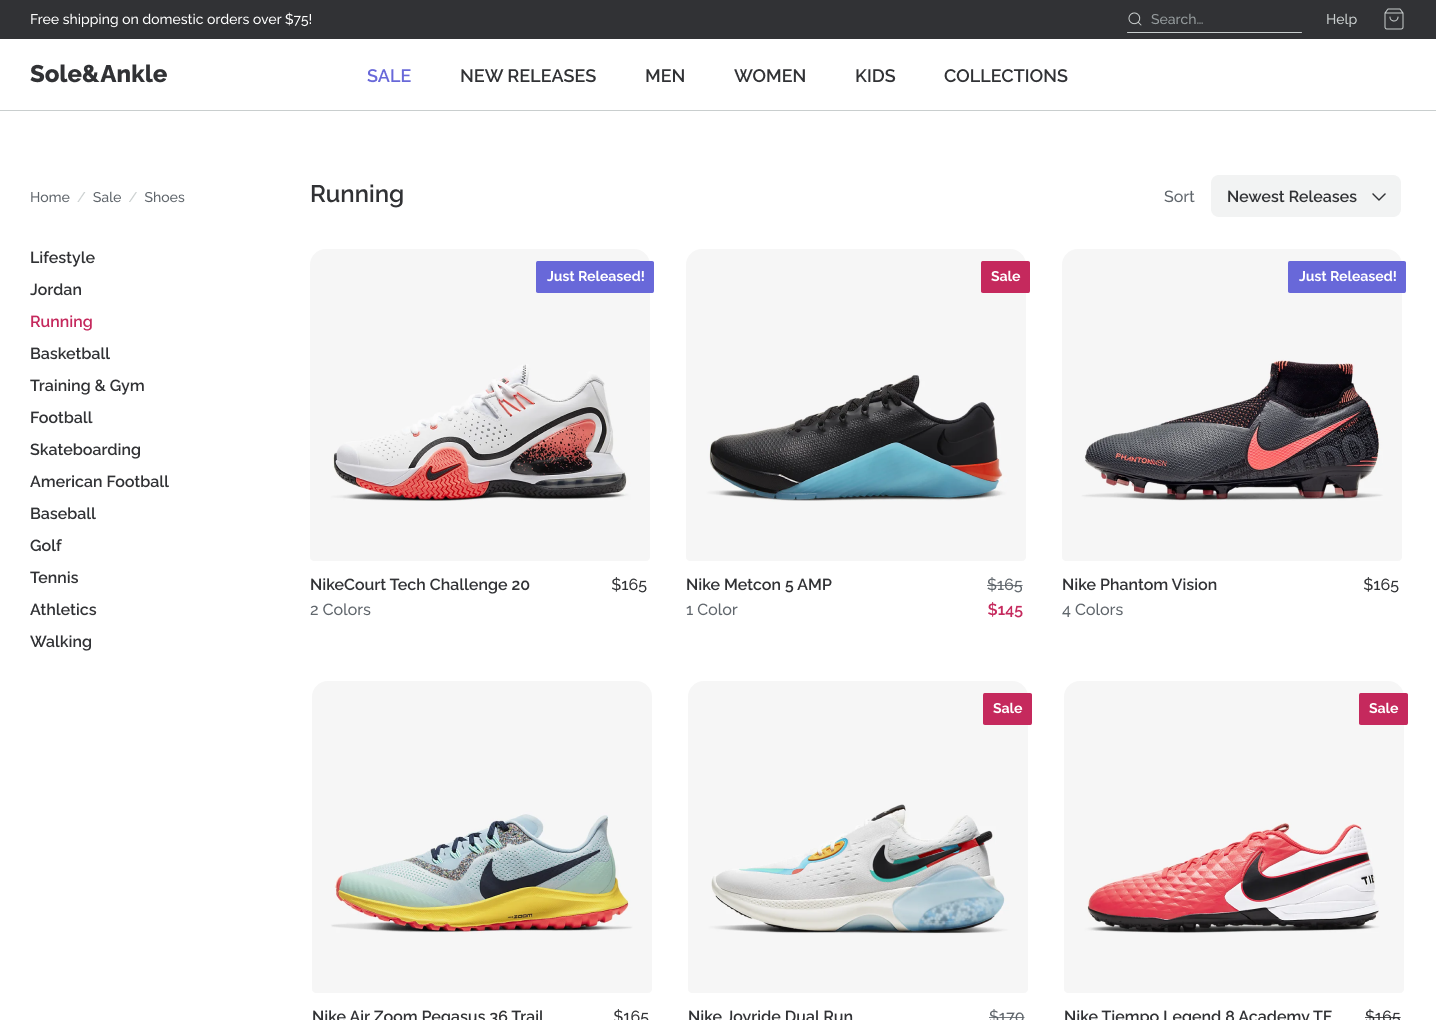 Free shipping on domestic orders over $75!
Search…
Help
Sole&Ankle
SALE
NEW RELEASES
MEN
WOMEN
KIDS
COLLECTIONS
Home / Sale / Shoes
Running
Sort
Newest Releases
Lifestyle
Jordan
Running
Basketball
Training & Gym
Football
Skateboarding
American Football
Baseball
Golf
Tennis
Athletics
Walking
Just Released!
NikeCourt Tech Challenge 20
$165
2 Colors
Sale
Nike Metcon 5 AMP
$165
1 Color
$145
Just Released!
PHANTOM
Nike Phantom Vision
$165
4 Colors
ZOOM
Nike Air Zoom Pegasus 36 Trail
$165
Sale
Nike Joyride Dual Run
$170
Sale
TIE
Nike Tiempo Legend 8 Academy TF
$165